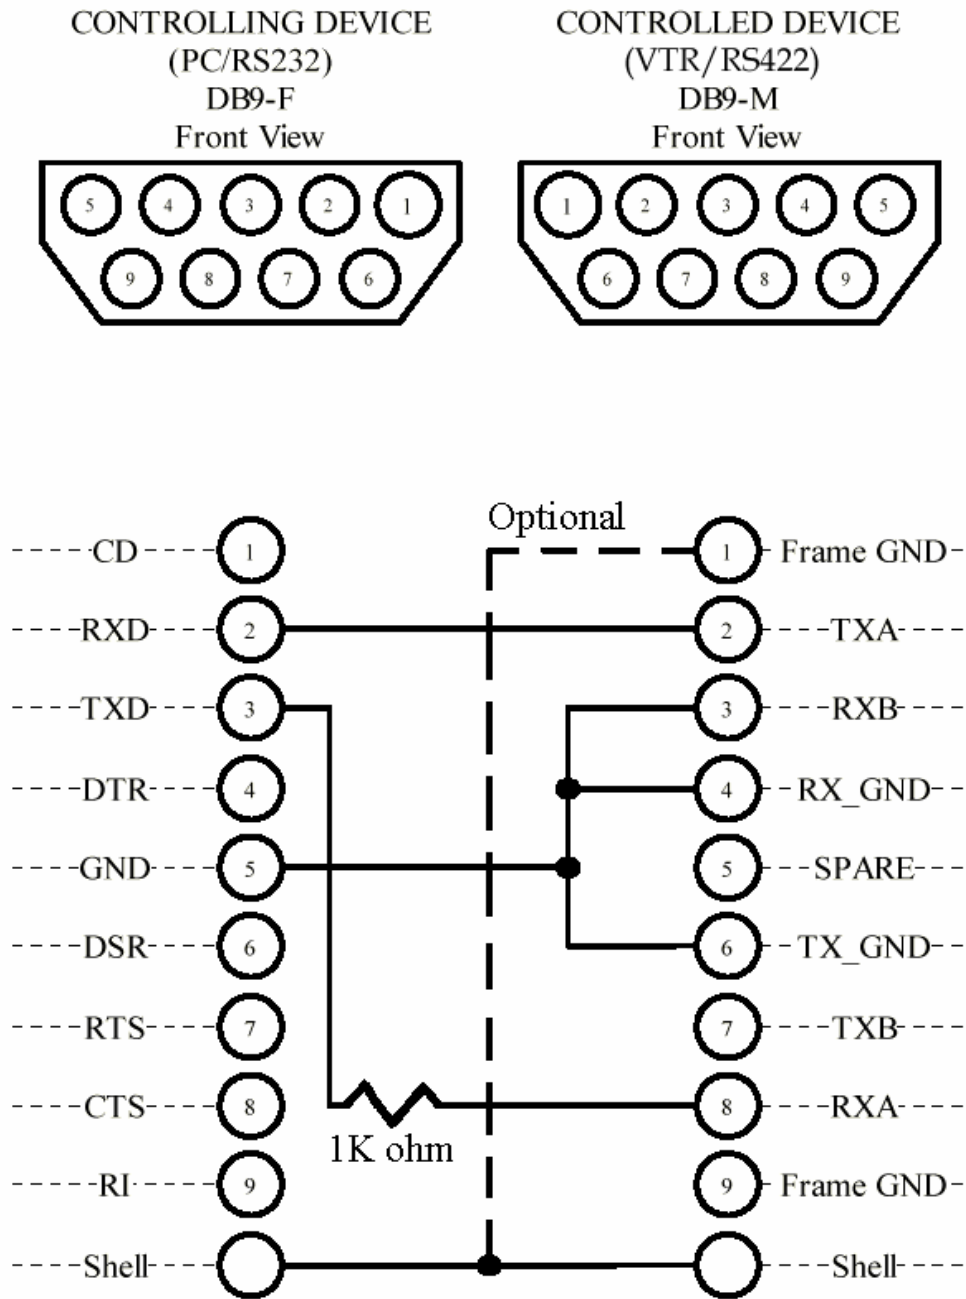 CONTROLLING DEVICE
(PC/RS232)
DB9-F
Front View
CONTROLLED DEVICE
(VTR/RS422)
DB9-M
Front View
5 4 3 2 1
9 8 7 6
1 2 3 4 5
6 7 8 9
Optional
CD 1 1 Frame GND
RXD 2 2 TXA
TXD 3 3 RXB
DTR 4 4 RX_GND
GND 5 5 SPARE
DSR 6 6 TX_GND
RTS 7 7 TXB
CTS 8 8 RXA
1K ohm
RI 9 9 Frame GND
Shell Shell